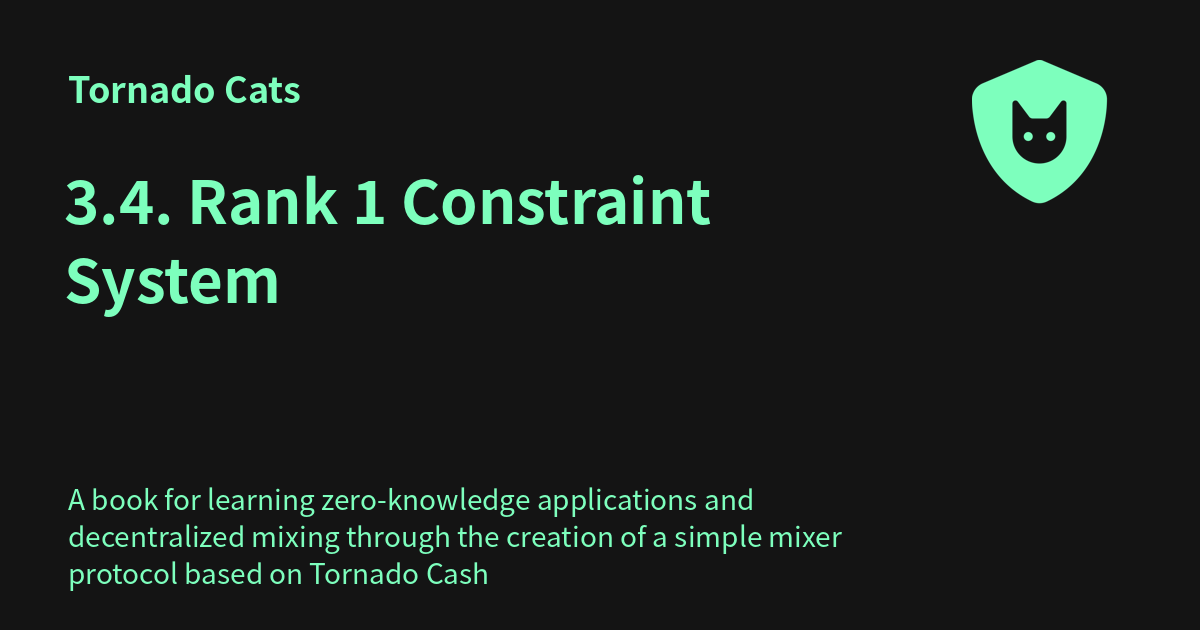 Tornado Cats
3.4. Rank 1 Constraint
System
A book for learning zero-knowledge applications and
decentralized mixing through the creation of a simple mixer
protocol based on Tornado Cash